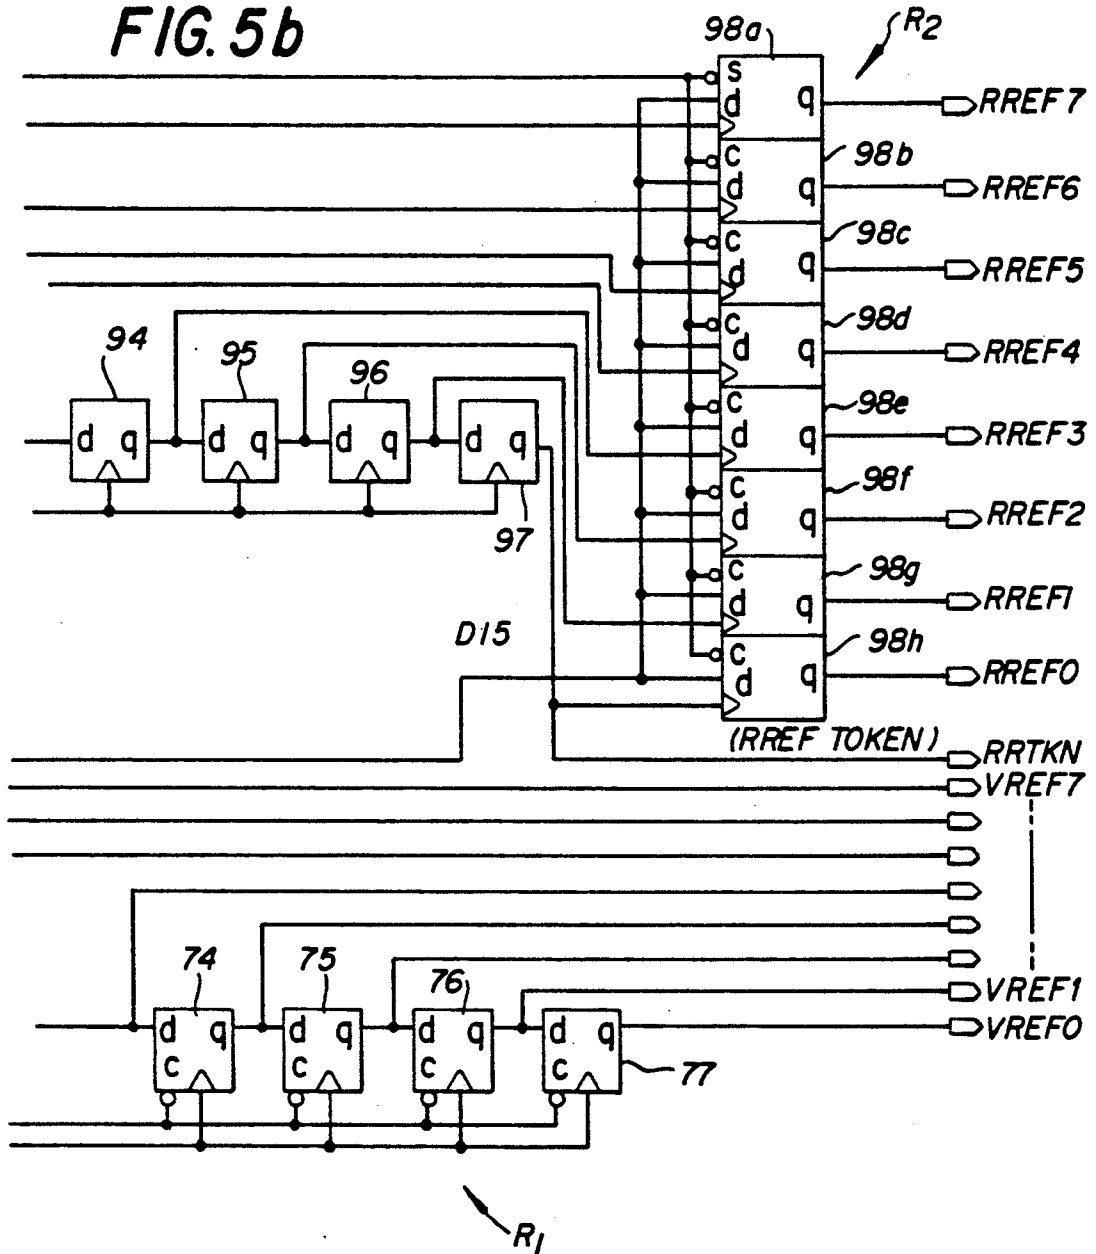 FIG. 5b
98a
R2
s
d
q
RREF7
c
98b
d
q
RREF6
c
98c
d
q
RREF5
c
98d
d
q
RREF4
94
95
96
d q
d q
d q
d q
97
c
98e
d
q
RREF3
c
98f
d
q
RREF2
c
98g
d
q
RREF1
D15
c
98h
d
q
RREF0
(RREF TOKEN)
RRTKN
VREF7
74
75
76
VREF1
d q
d q
d q
d q
VREF0
c
c
c
c
77
R1